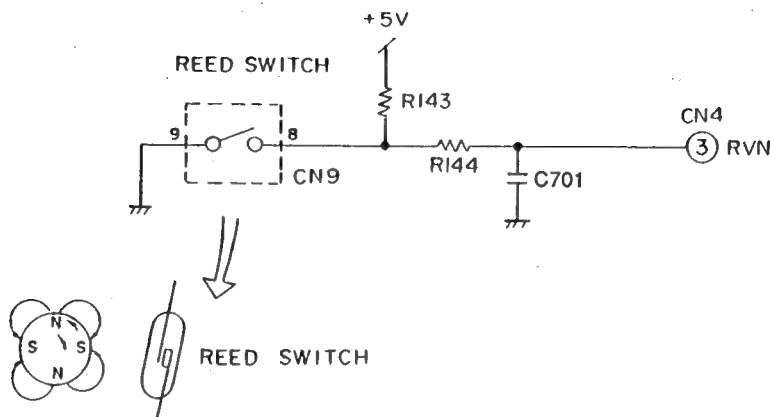 +5V
REED SWITCH
R143
CN4
9
8
3
RVN
R144
CN9
C701
N
S
S
N
REED SWITCH